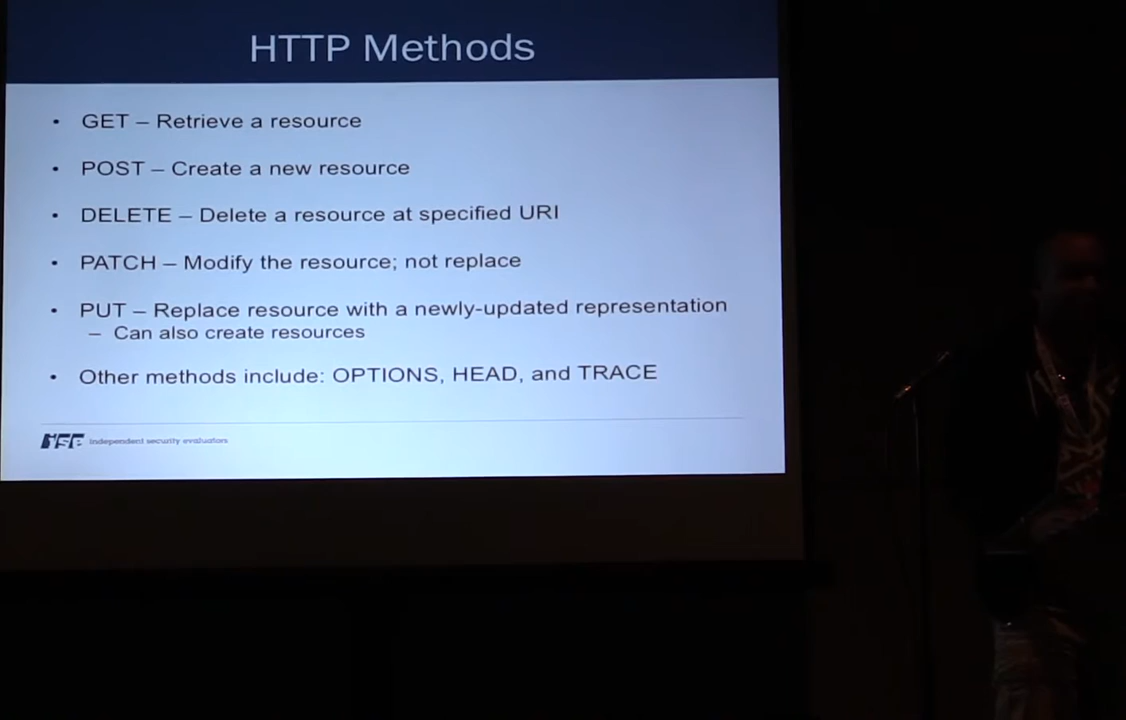 HTTP Methods
• GET – Retrieve a resource
• POST – Create a new resource
• DELETE – Delete a resource at specified URI
• PATCH – Modify the resource; not replace
• PUT – Replace resource with a newly-updated representation
– Can also create resources
• Other methods include: OPTIONS, HEAD, and TRACE
ise independent security evaluators